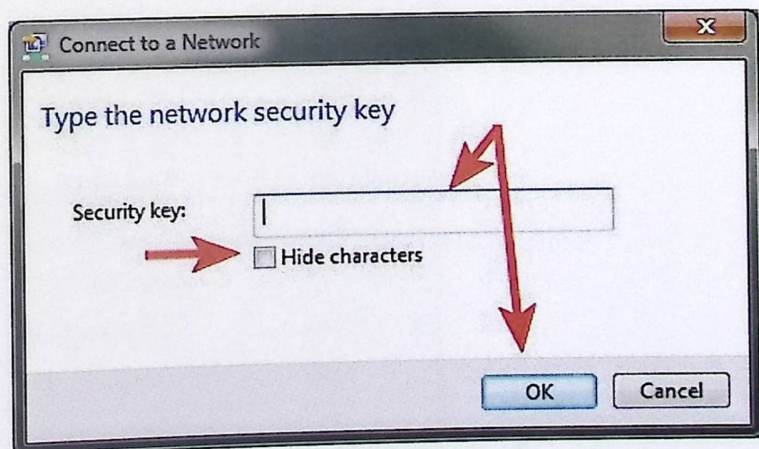 Connect to a Network
X
Type the network security key
Security key:
Hide characters
OK
Cancel